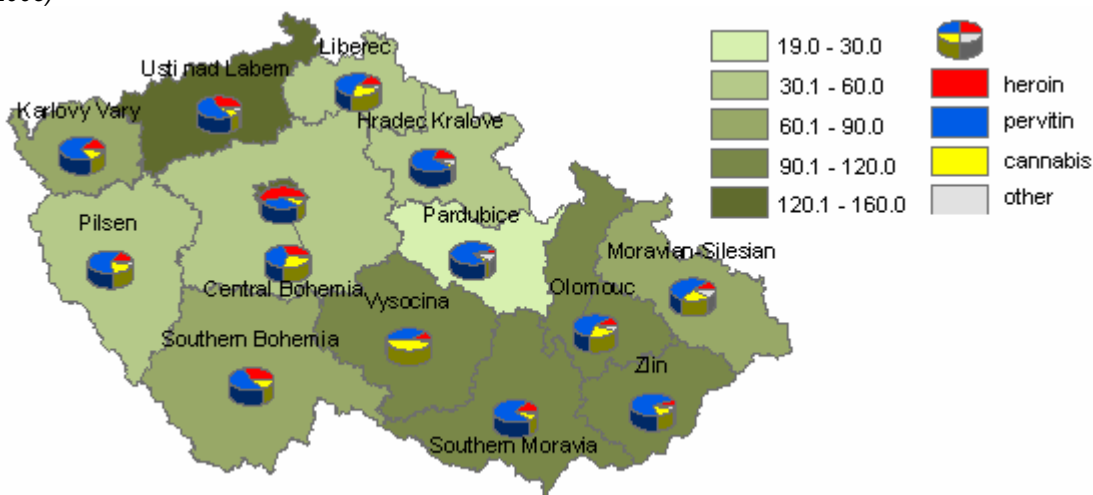 Liberec
Usti nad Labem
Karlovy Vary
Hradec Kralove
Pilsen
Pardubice
Moravian-Silesian
Central Bohemia
Vysocina
Olomouc
Southern Bohemia
Zlin
Southern Moravia
19.0 - 30.0
30.1 - 60.0
60.1 - 90.0
90.1 - 120.0
120.1 - 160.0
heroin
pervitin
cannabis
other